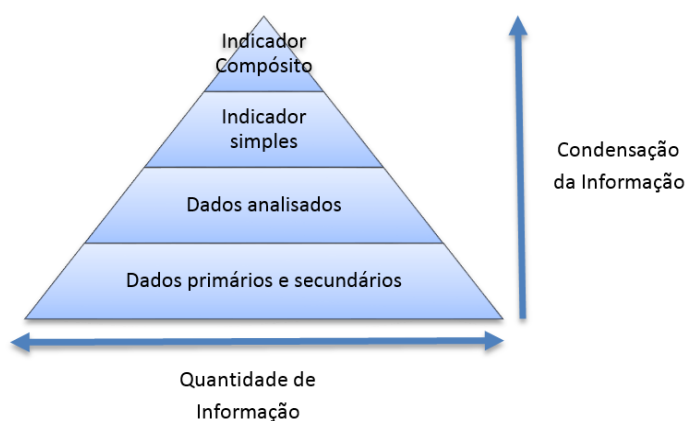 Indicador
Compósito
Indicador
simples
Dados analisados
Dados primários e secundários
Condensação
da Informação
Quantidade de
Informação